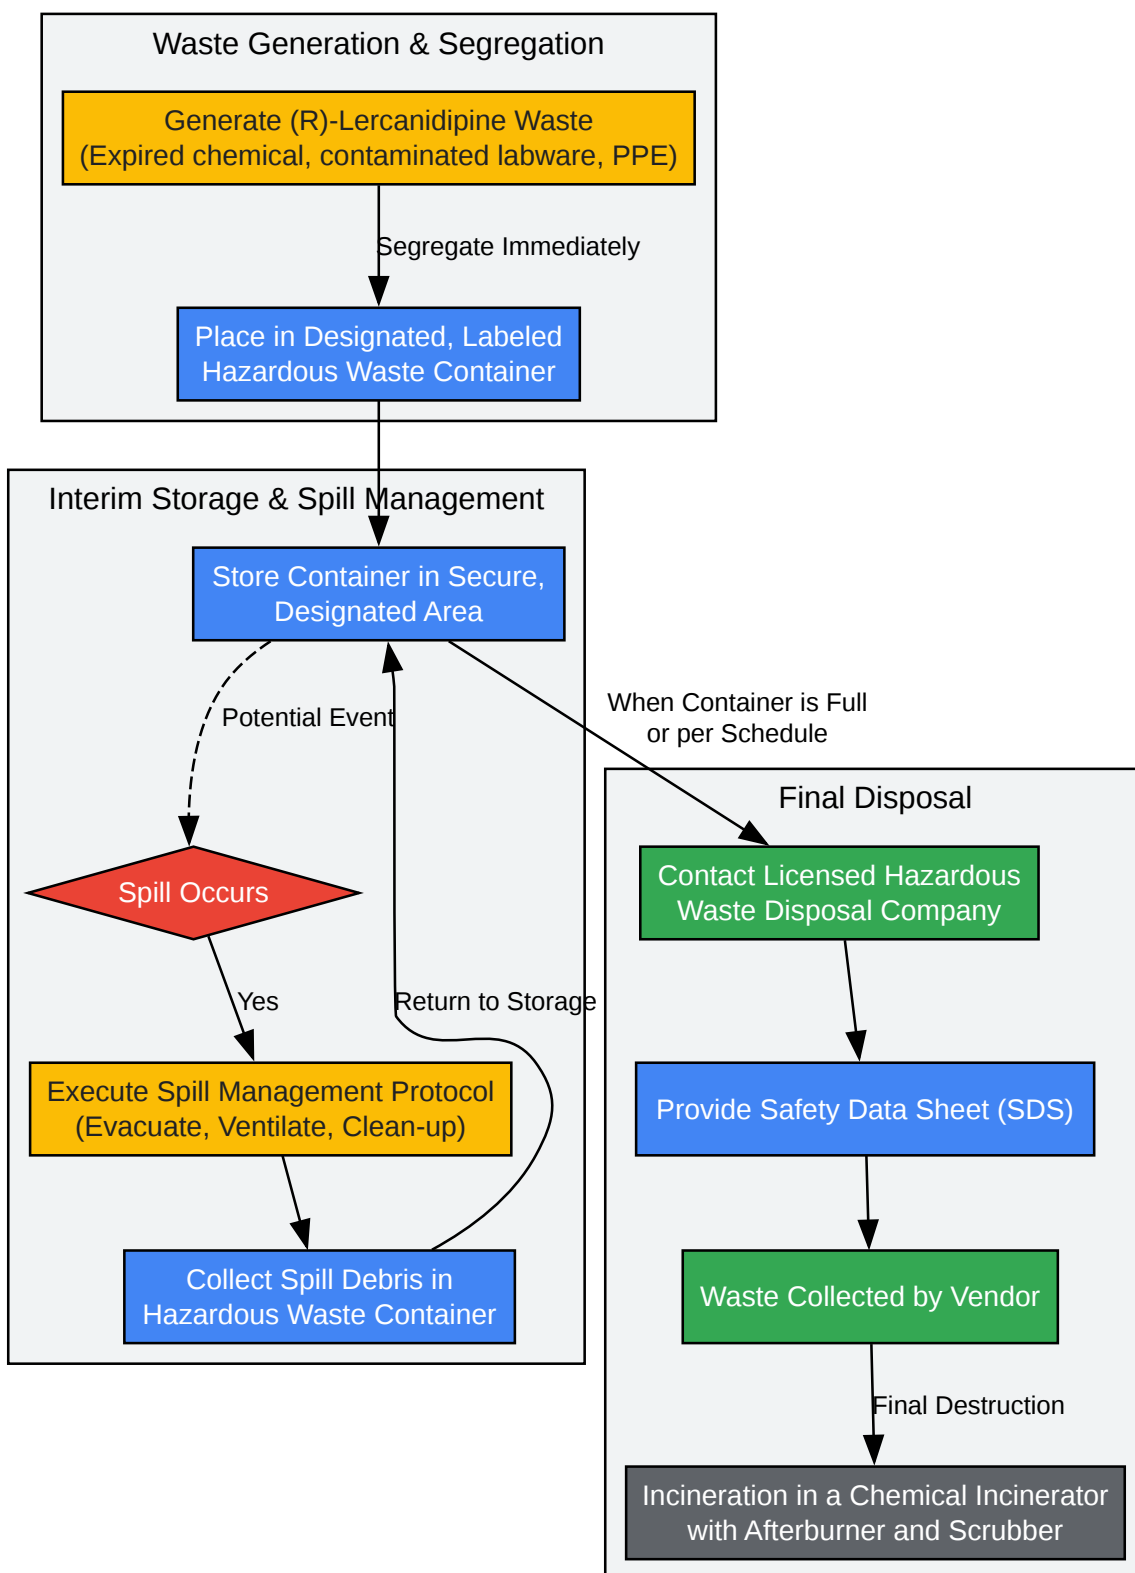 Waste Generation & Segregation
Generate (R)-Lercanidipine Waste
(Expired chemical, contaminated labware, PPE)
Segregate Immediately
Place in Designated, Labeled
Hazardous Waste Container
Interim Storage & Spill Management
Store Container in Secure,
Designated Area
Potential Event
Spill Occurs
Yes
Return to Storage
Execute Spill Management Protocol
(Evacuate, Ventilate, Clean-up)
Collect Spill Debris in
Hazardous Waste Container
When Container is Full
or per Schedule
Final Disposal
Contact Licensed Hazardous
Waste Disposal Company
Provide Safety Data Sheet (SDS)
Waste Collected by Vendor
Final Destruction
Incineration in a Chemical Incinerator
with Afterburner and Scrubber